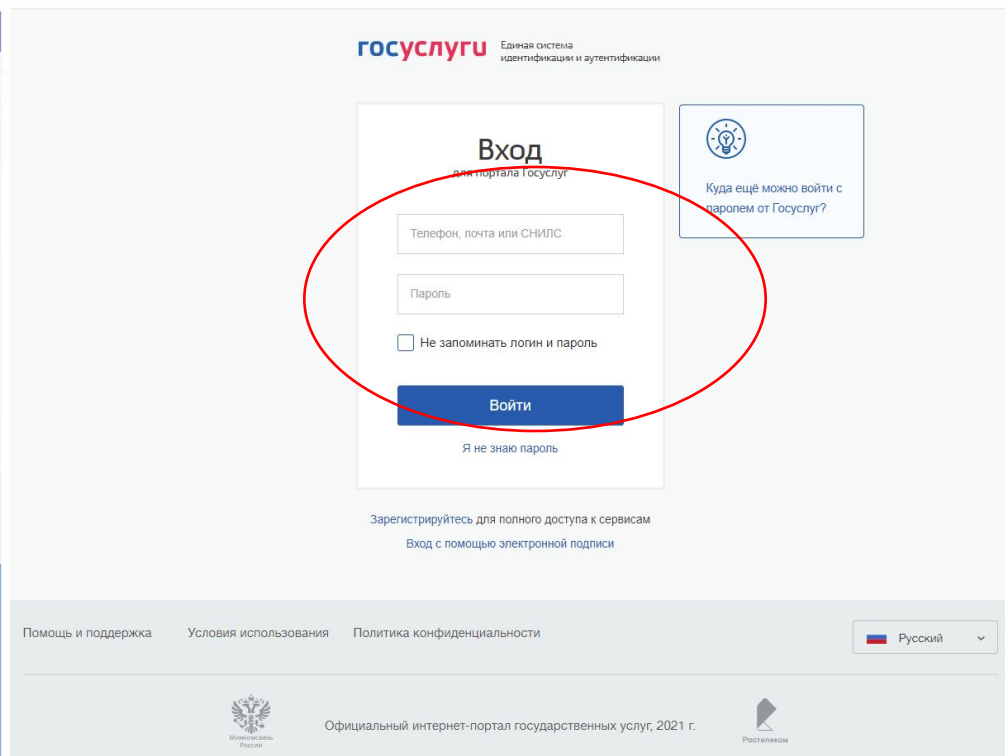 госуслуги
Единая система
идентификации и аутентификации
Вход
для портала Госуслуг
Телефон, почта или СНИЛС
Пароль
Не запоминать логин и пароль
Войти
Я не знаю пароль
Куда ещё можно войти с
паролем от Госуслуг?
Зарегистрируйтесь для полного доступа к сервисам
Вход с помощью электронной подписи
Помощь и поддержка
Условия использования
Политика конфиденциальности
Русский
Минкомсвязь
России
Официальный интернет-портал государственных услуг, 2021 г.
Ростелеком